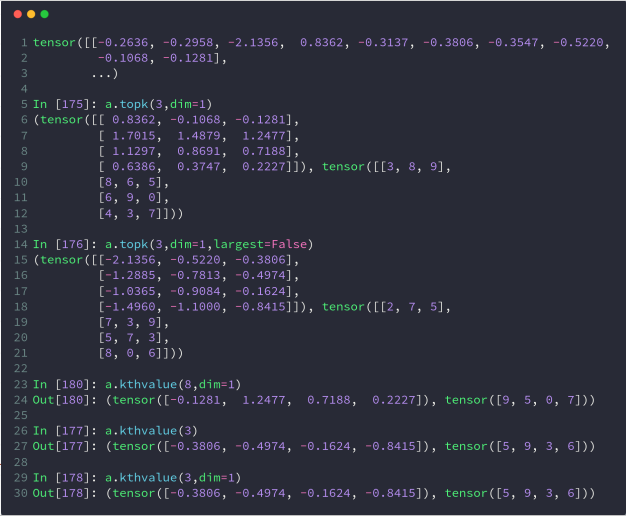 1 tensor([[-0.2636, -0.2958, -2.1356,  0.8362, -0.3137, -0.3806, -0.3547, -0.5220,
2          -0.1068, -0.1281],
3         ...)
4
5 In [175]: a.topk(3,dim=1)
6 (tensor([[ 0.8362, -0.1068, -0.1281],
7          [ 1.7015,  1.4879,  1.2477],
8          [ 1.1297,  0.8691,  0.7188],
9          [ 0.6386,  0.3747,  0.2227]]), tensor([[3, 8, 9],
10          [8, 6, 5],
11          [6, 9, 0],
12          [4, 3, 7]]))
13
14 In [176]: a.topk(3,dim=1,largest=False)
15 (tensor([[-2.1356, -0.5220, -0.3806],
16          [-1.2885, -0.7813, -0.4974],
17          [-1.0365, -0.9084, -0.1624],
18          [-1.4960, -1.1000, -0.8415]]), tensor([[2, 7, 5],
19          [7, 3, 9],
20          [5, 7, 3],
21          [8, 0, 6]]))
22
23 In [180]: a.kthvalue(8,dim=1)
24 Out[180]: (tensor([-0.1281,  1.2477,  0.7188,  0.2227]), tensor([9, 5, 0, 7]))
25
26 In [177]: a.kthvalue(3)
27 Out[177]: (tensor([-0.3806, -0.4974, -0.1624, -0.8415]), tensor([5, 9, 3, 6]))
28
29 In [178]: a.kthvalue(3,dim=1)
30 Out[178]: (tensor([-0.3806, -0.4974, -0.1624, -0.8415]), tensor([5, 9, 3, 6]))